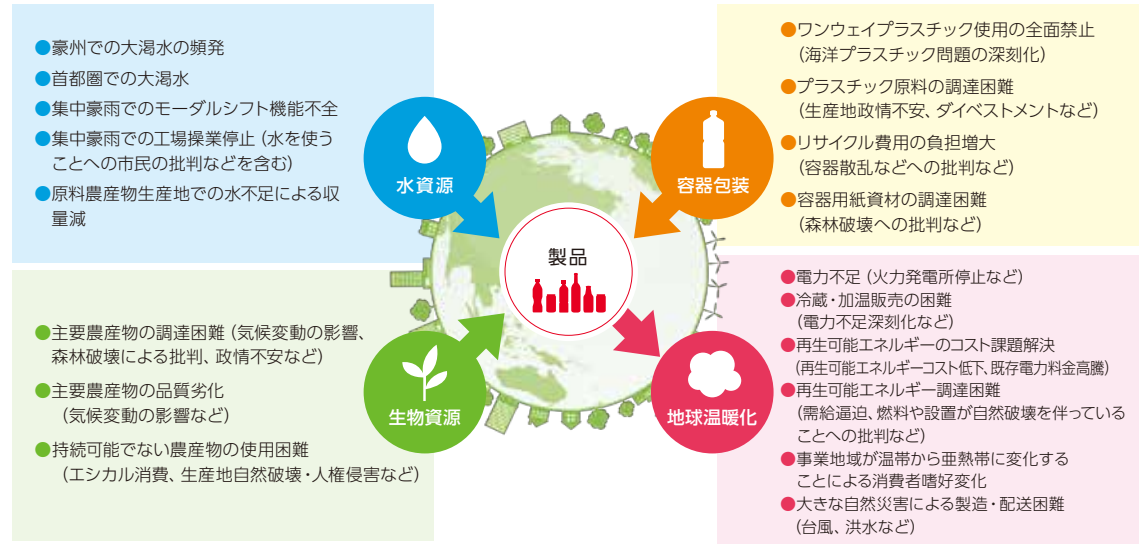 ●豪州での大渇水の頻発
●首都圏での大渇水
●集中豪雨でのモーダルシフト機能不全
●集中豪雨での工場操業停止（水を使う
ことへの市民の批判などを含む）
●原料農産物生産地での水不足による収
量減
水資源
●ワンウェイプラスチック使用の全面禁止
（海洋プラスチック問題の深刻化）
●プラスチック原料の調達困難
（生産地政情不安、ダイベストメントなど）
●リサイクル費用の負担増大
（容器散乱などへの批判など）
●容器用紙資材の調達困難
（森林破壊への批判など）
容器包装
製品
●主要農産物の調達困難（気候変動の影響、
森林破壊による批判、政情不安など）
●主要農産物の品質劣化
（気候変動の影響など）
●持続可能でない農産物の使用困難
（エシカル消費、生産地自然破壊・人権侵害など）
生物資源
●電力不足（火力発電所停止など）
●冷蔵・加温販売の困難
（電力不足深刻化など）
●再生可能エネルギーのコスト課題解決
（再生可能エネルギーコスト低下、既存電力料金高騰）
●再生可能エネルギー調達困難
（需給逼迫、燃料や設置が自然破壊を伴っている
ことへの批判など）
●事業地域が温帯から亜熱帯に変化する
ことによる消費者嗜好変化
●大きな自然災害による製造・配送困難
（台風、洪水など）
地球温暖化